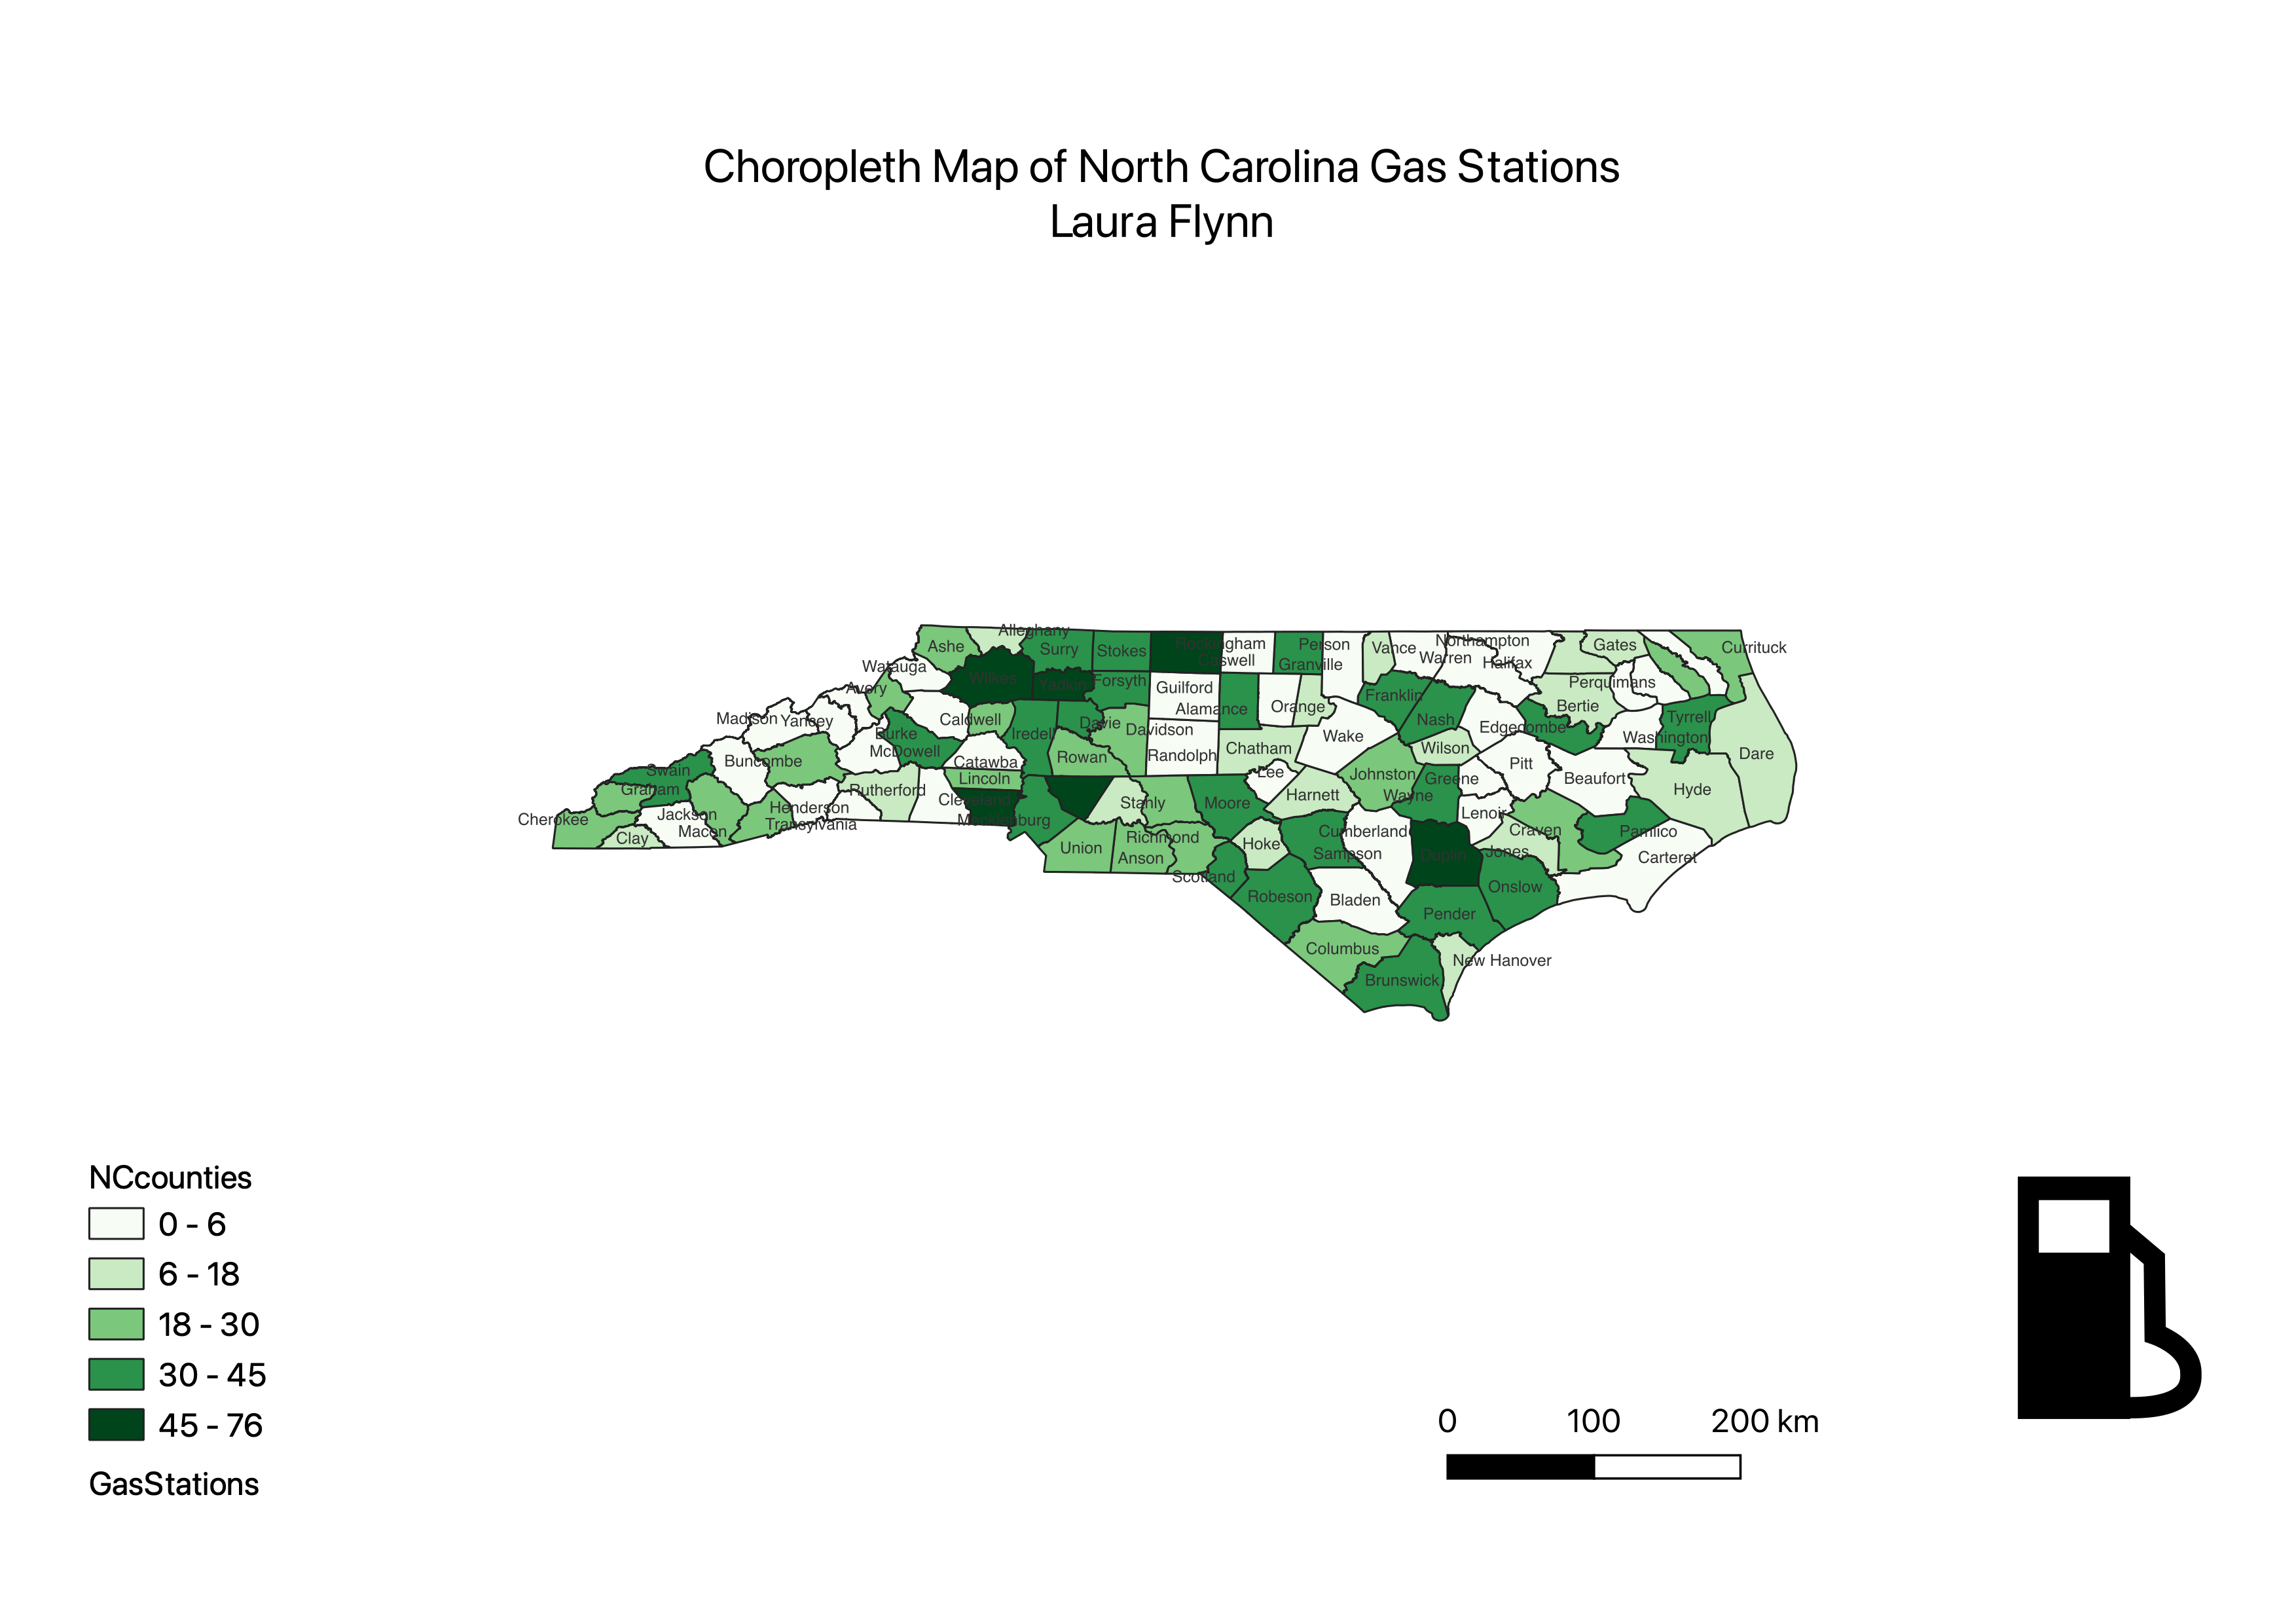 Choropleth Map of North Carolina Gas Stations
Laura Flynn
Alleghany
Ashe
Surry
Stokes
Rockingham
Caswell
Person
Granville
Vance
Warren
Northampton
Halifax
Gates
Currituck
Watauga
Wilkes
Yadkin
Forsyth
Guilford
Alamance
Orange
Franklin
Nash
Bertie
Perquimans
Avery
Madison
Yancey
Caldwell
Burke
McDowell
Iredell
Davie
Davidson
Randolph
Chatham
Wake
Wilson
Edgecombe
Washington
Tyrrell
Dare
Buncombe
Catawba
Rowan
Swain
Graham
Lincoln
Rutherford
Cleveland
Mecklenburg
Stanly
Moore
Lee
Harnett
Johnston
Greene
Wayne
Pitt
Beaufort
Hyde
Cherokee
Clay
Jackson
Macon
Henderson
Transylvania
Union
Richmond
Anson
Scotland
Hoke
Cumberland
Sampson
Duplin
Lenoir
Craven
Jones
Pamlico
Carteret
Robeson
Bladen
Onslow
Pender
Columbus
Brunswick
New Hanover
NCcounties
0 - 6
6 - 18
18 - 30
30 - 45
45 - 76
GasStations
0 100 200 km